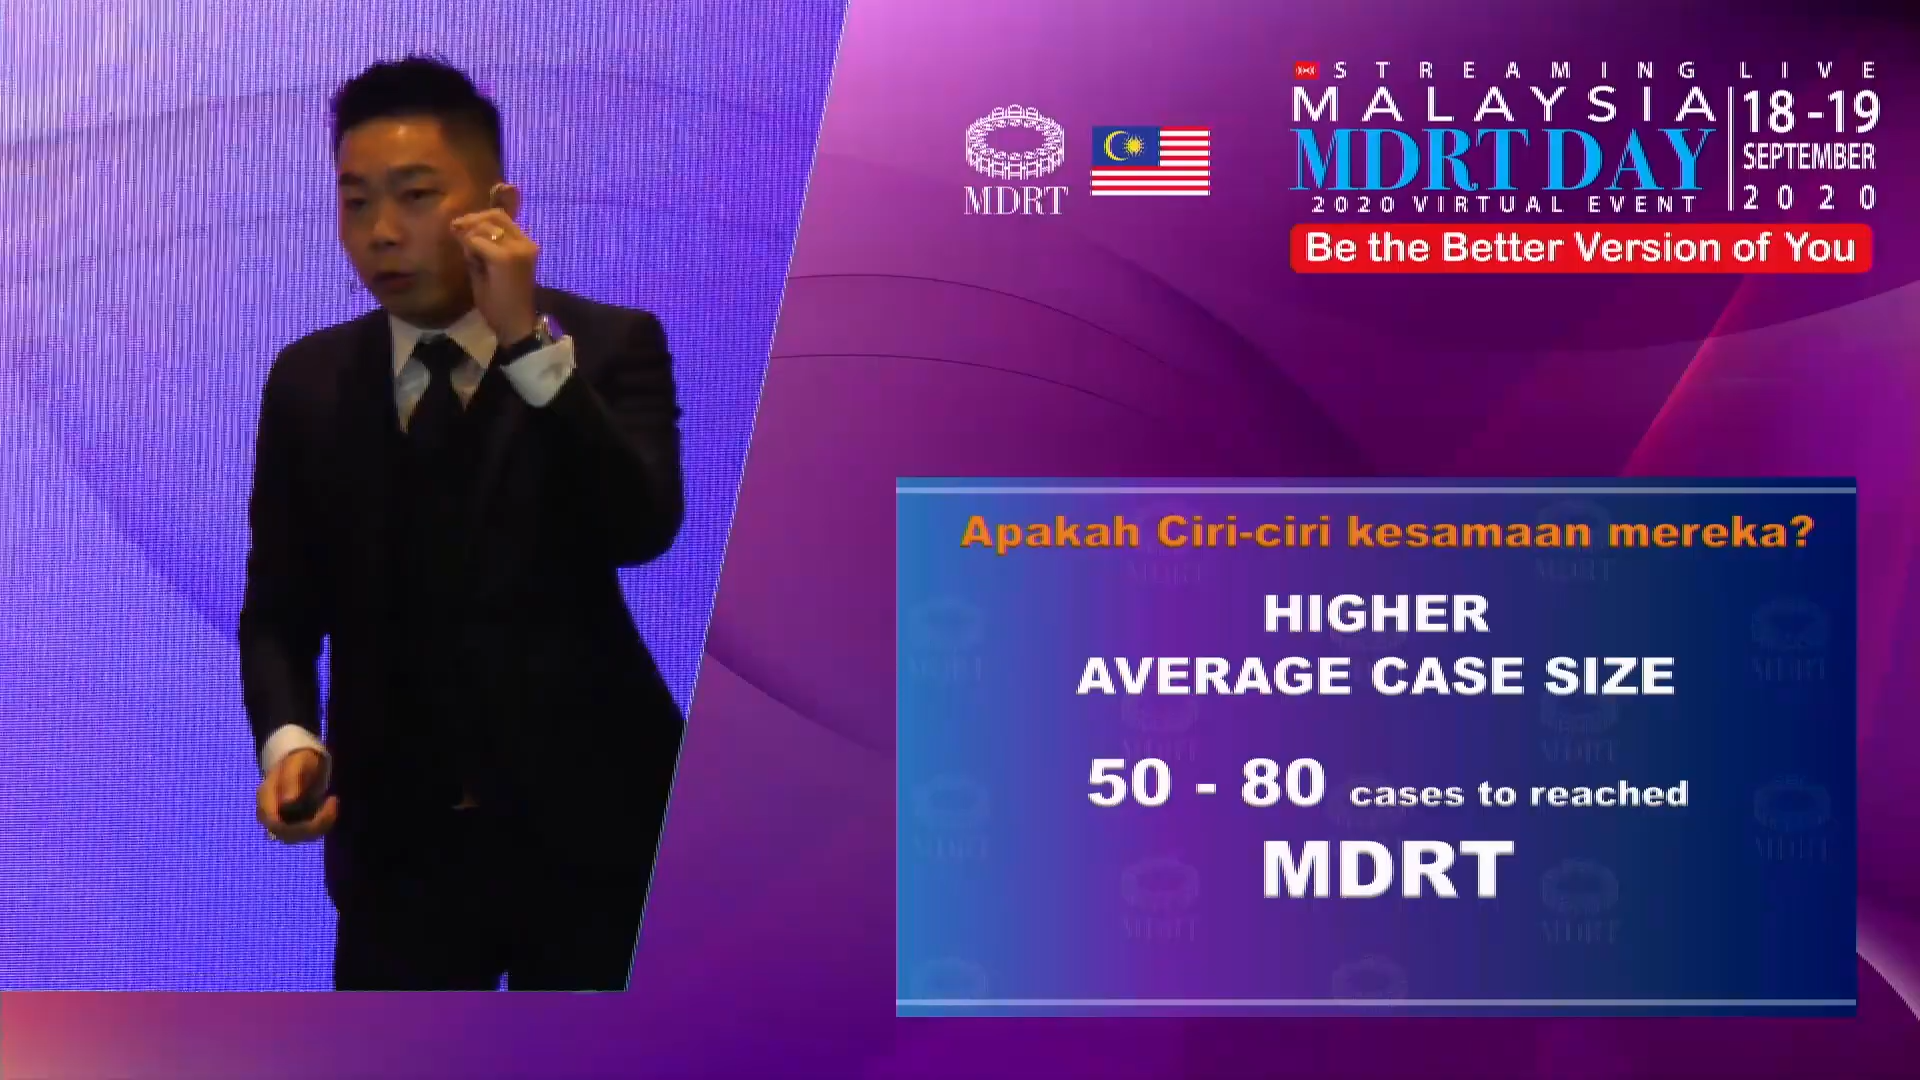 STREAMING LIVE
MALAYSIA
MDRT DAY
2020 VIRTUAL EVENT
18-19
SEPTEMBER
2020
Be the Better Version of You
MDRT
Apakah Ciri-ciri kesamaan mereka?
HIGHER
AVERAGE CASE SIZE
50 - 80 cases to reached
MDRT